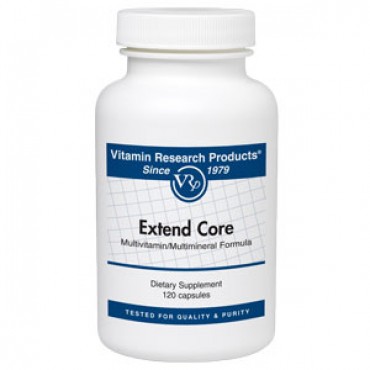 Vitamin Research Products®
Since 1979
VRP
Extend Core
Multivitamin/Multimineral Formula
Dietary Supplement
120 capsules
TESTED FOR QUALITY & PURITY